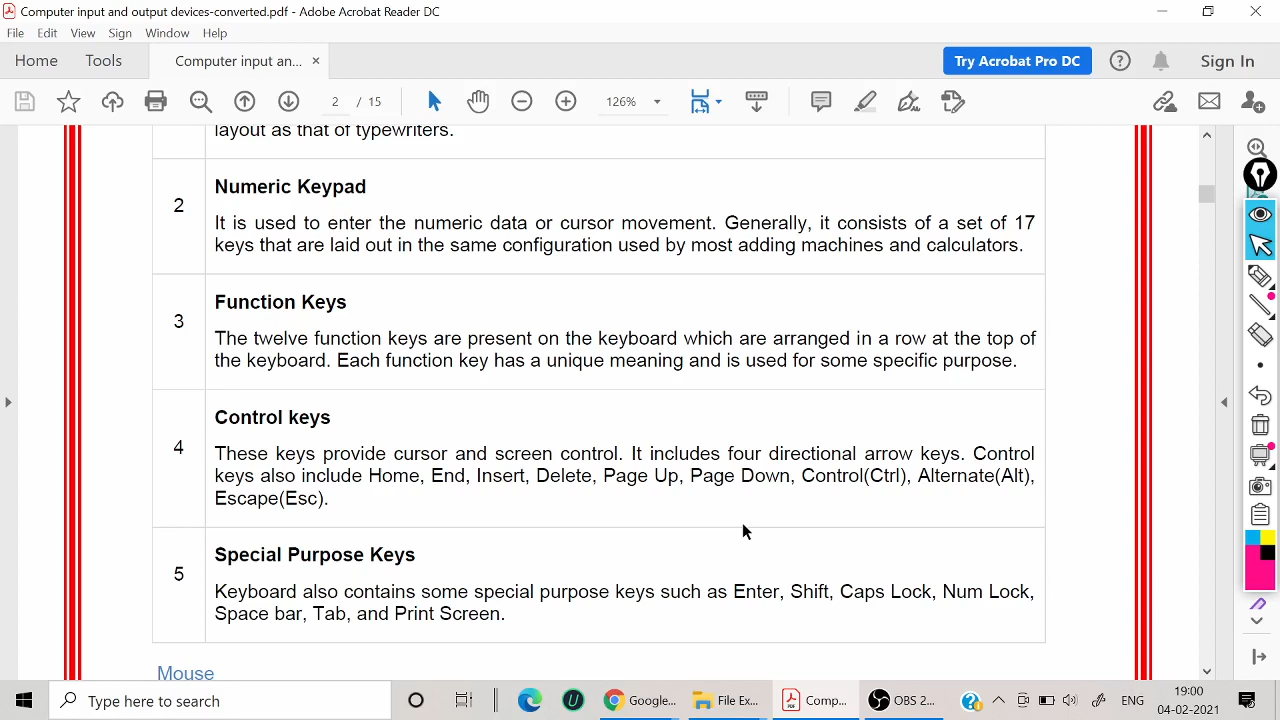 Computer input and output devices-converted.pdf - Adobe Acrobat Reader DC
File Edit View Sign Window Help
Home Tools Computer input an... × Try Acrobat Pro DC Sign In
2 / 15 126%
layout as that of typewriters.
Numeric Keypad
2
It is used to enter the numeric data or cursor movement. Generally, it consists of a set of 17
keys that are laid out in the same configuration used by most adding machines and calculators.
Function Keys
3
The twelve function keys are present on the keyboard which are arranged in a row at the top of
the keyboard. Each function key has a unique meaning and is used for some specific purpose.
Control keys
4
These keys provide cursor and screen control. It includes four directional arrow keys. Control
keys also include Home, End, Insert, Delete, Page Up, Page Down, Control(Ctrl), Alternate(Alt),
Escape(Esc).
Special Purpose Keys
5
Keyboard also contains some special purpose keys such as Enter, Shift, Caps Lock, Num Lock,
Space bar, Tab, and Print Screen.
Mouse
Type here to search Google... File Ex... Comp... OBS 2... ENG 19:00
04-02-2021